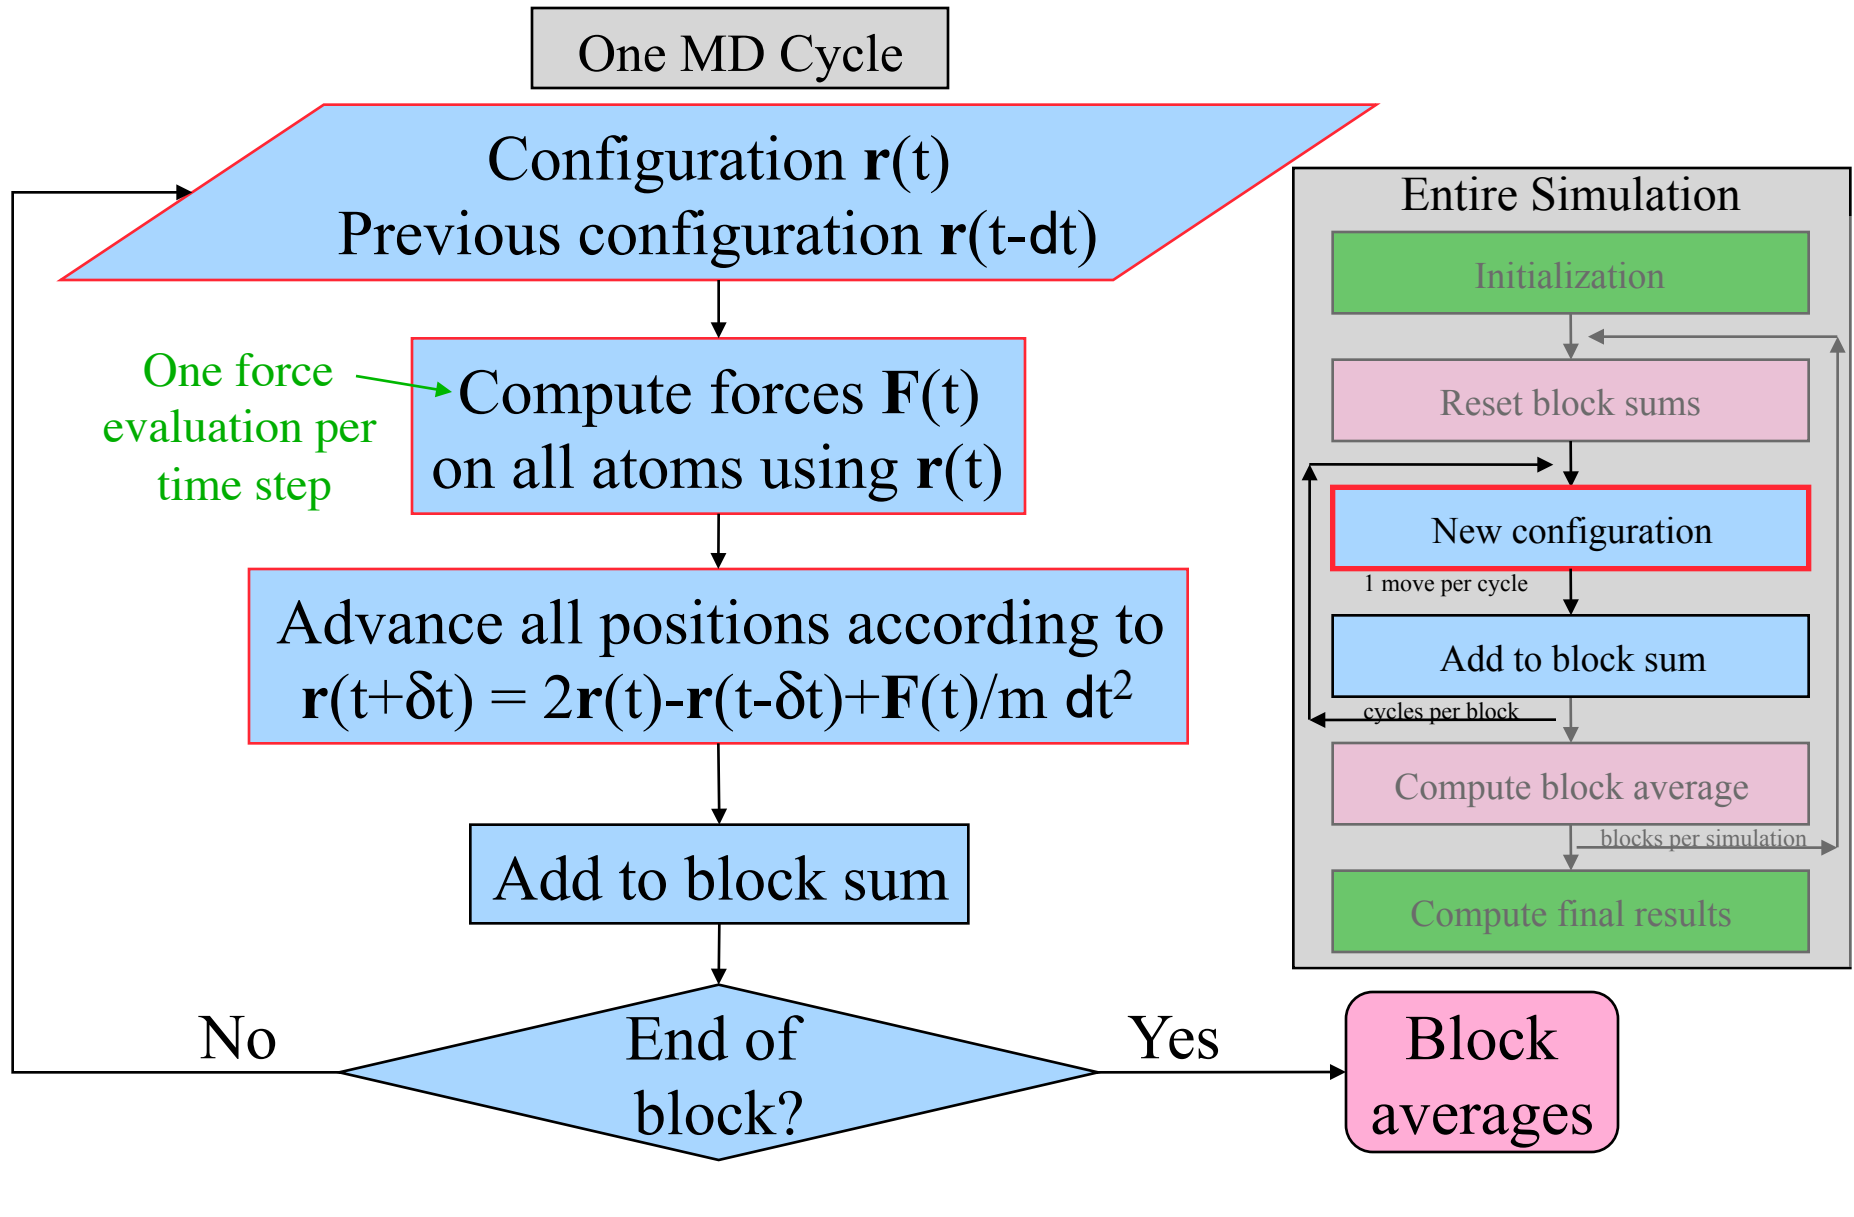 One MD Cycle
Configuration r(t)
Previous configuration r(t-dt)
One force
evaluation per
time step
Compute forces F(t)
on all atoms using r(t)
Advance all positions according to
r(t+δt) = 2r(t)-r(t-δt)+F(t)/m dt²
Add to block sum
End of
block?
No
Yes
Block
averages
Entire Simulation
Initialization
Reset block sums
New configuration
1 move per cycle
Add to block sum
cycles per block
Compute block average
blocks per simulation
Compute final results